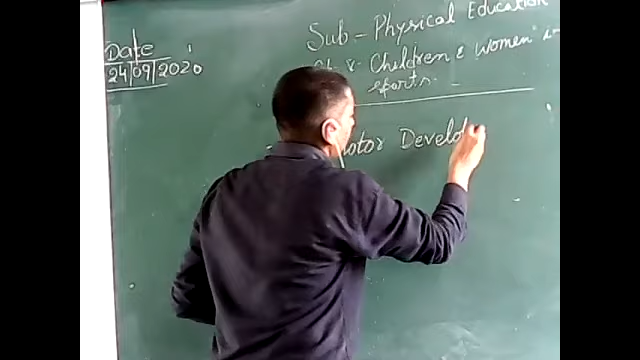 Date
24/09/2020
Sub - Physical Education
Children & Women in
sports.
Motor Develo